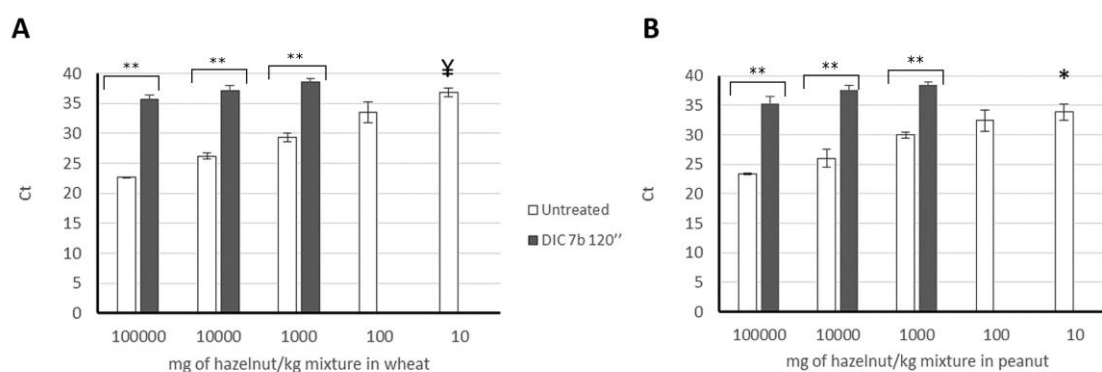 A
** ** ** ¥
40
35
30
25
20
15
10
5
0
Ct
100000 10000 1000 100 10
mg of hazelnut/kg mixture in wheat
Untreated
DIC 7b 120′′
B
** ** ** *
40
35
30
25
20
15
10
5
0
Ct
100000 10000 1000 100 10
mg of hazelnut/kg mixture in peanut